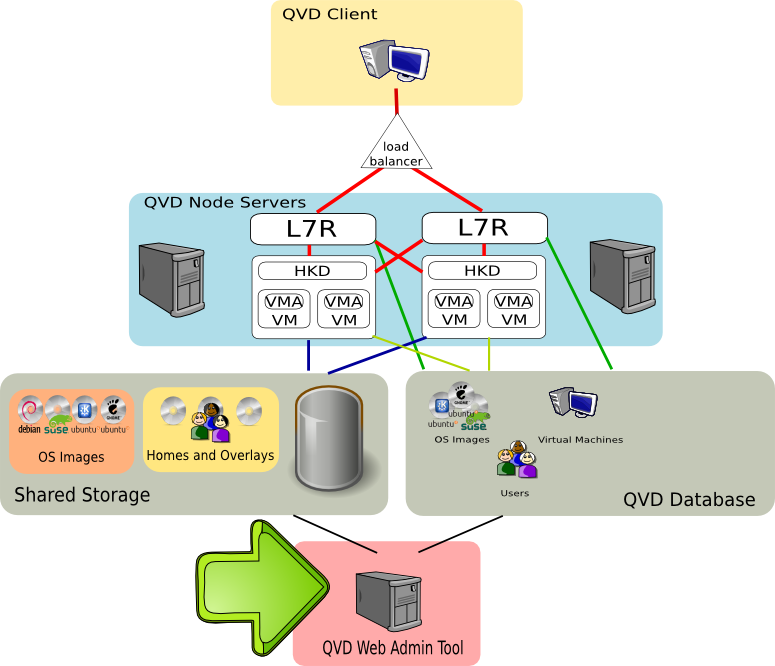 QVD Client
load
balancer
QVD Node Servers
L7R
L7R
HKD
HKD
VMA
VM
VMA
VM
VMA
VM
VMA
VM
debian
suse
ubuntu
ubuntu
OS Images
Homes and Overlays
Shared Storage
GNOME
ubuntu
ubuntu
suse
OS Images
Virtual Machines
Users
QVD Database
QVD Web Admin Tool